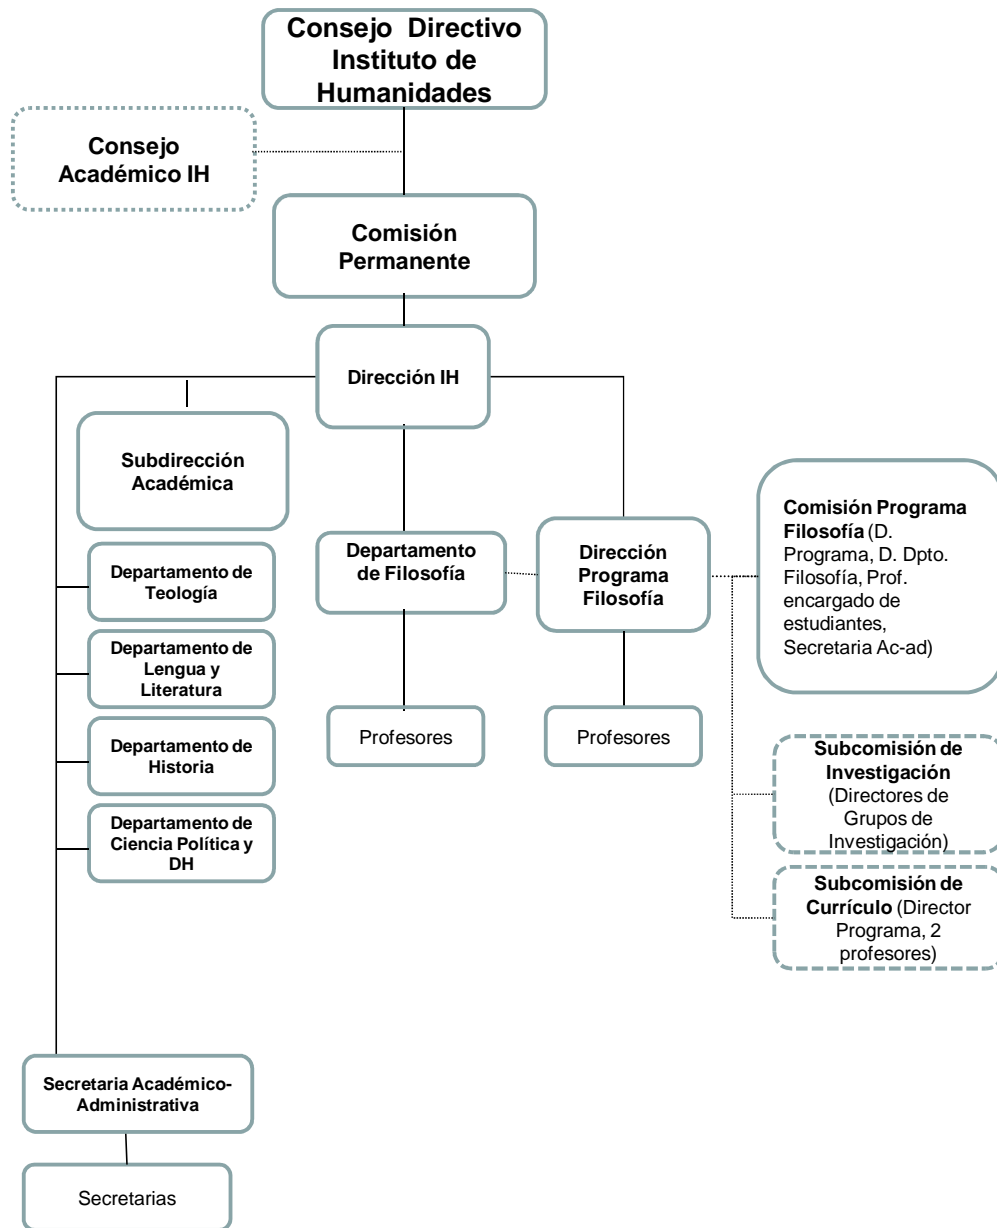 Consejo Directivo
Instituto de
Humanidades
Consejo
Académico IH
Comisión
Permanente
Dirección IH
Subdirección
Académica
Departamento de
Teología
Departamento de
Lengua y
Literatura
Departamento de
Historia
Departamento de
Ciencia Política y
DH
Departamento
de Filosofía
Profesores
Dirección
Programa
Filosofía
Profesores
Comisión Programa
Filosofía (D.
Programa, D. Dpto.
Filosofía, Prof.
encargado de
estudiantes,
Secretaria Ac-ad)
Subcomisión de
Investigación
(Directores de
Grupos de
Investigación)
Subcomisión de
Currículo (Director
Programa, 2
profesores)
Secretaria Académico-
Administrativa
Secretarias